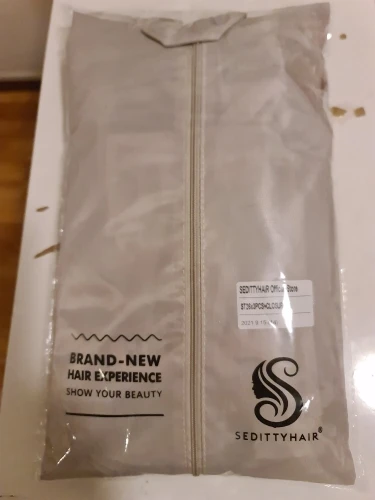 SEDITTYHAIR Official Store
BRAND-NEW
HAIR EXPERIENCE
SHOW YOUR BEAUTY
SEDITTYHAIR®